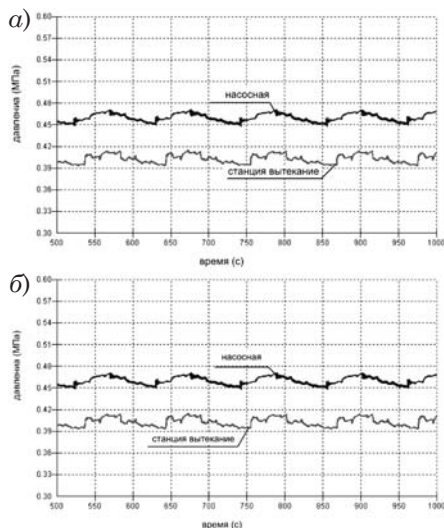 а)
0.60
0.57
0.54
0.51
0.48
0.45
0.42
0.39
0.36
0.33
0.30
давления (МПа)
насосная
станция вытекание
500 550 600 650 700 750 800 850 900 950 1000
время (с)
б)
0.60
0.57
0.54
0.51
0.48
0.45
0.42
0.39
0.36
0.33
0.30
давления (МПа)
насосная
станция вытекание
500 550 600 650 700 750 800 850 900 950 1000
время (с)